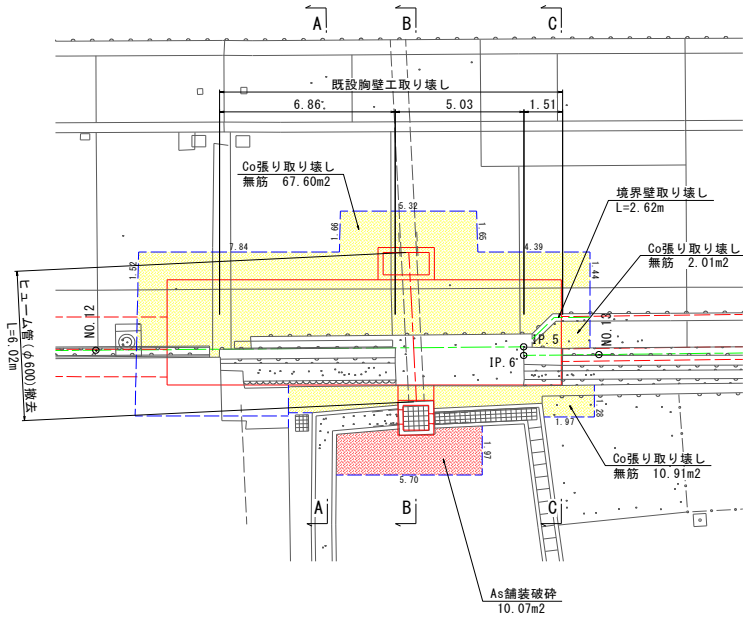 A
B
C
既設胸壁工取り壊し
6.86
5.03
1.51
Co張り取り壊し
無筋 67.60m2
境界壁取り壊し
L=2.62m
5.32
1.66
1.65
7.84
4.39
Co張り取り壊し
無筋 2.01m2
1.52
1.44
ヒューム管(φ600)撤去
L=6.02m
NO.12
IP.5
NO.13
IP.6
1.28
1.97
1.97
5.70
Co張り取り壊し
無筋 10.91m2
A
B
C
As舗装破砕
10.07m2